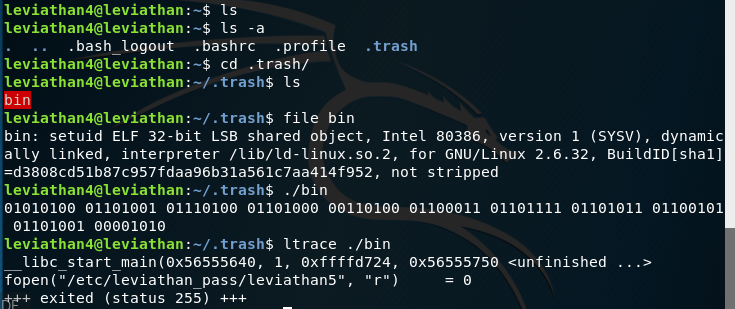 leviathan4@leviathan:~$ ls
leviathan4@leviathan:~$ ls -a
.  ..  .bash_logout  .bashrc  .profile  .trash
leviathan4@leviathan:~$ cd .trash/
leviathan4@leviathan:~/.trash$ ls
bin
leviathan4@leviathan:~/.trash$ file bin
bin: setuid ELF 32-bit LSB shared object, Intel 80386, version 1 (SYSV), dynamic
ally linked, interpreter /lib/ld-linux.so.2, for GNU/Linux 2.6.32, BuildID[sha1]
=d3808cd51b87c957fdaa96b31a561c7aa414f952, not stripped
leviathan4@leviathan:~/.trash$ ./bin
01010100 01101001 01110100 01101000 00110100 01100011 01101111 01101011 01100101
 01101001 00001010
leviathan4@leviathan:~/.trash$ ltrace ./bin
__libc_start_main(0x56555640, 1, 0xffffd724, 0x56555750 <unfinished ...>
fopen("/etc/leviathan_pass/leviathan5", "r")     = 0
+++ exited (status 255) +++